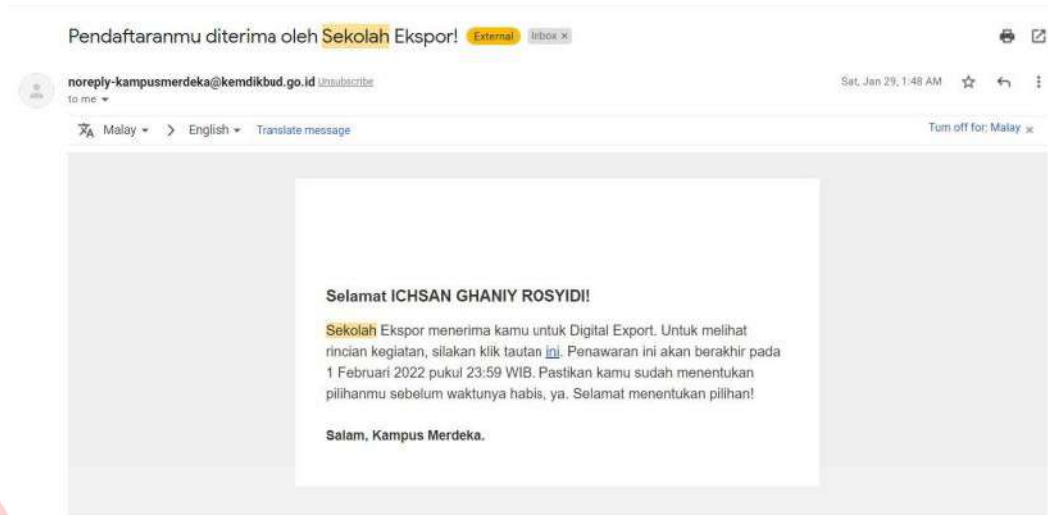 Pendaftaranmu diterima oleh Sekolah Ekspor! External Inbox ×
noreply-kampusmerdeka@kemdikbud.go.id Unsubscribe Sat, Jan 29, 1:48 AM
to me
Malay > English Translate message Turn off for: Malay ×
Selamat ICHSAN GHANIY ROSYIDI!
Sekolah Ekspor menerima kamu untuk Digital Export. Untuk melihat
rincian kegiatan, silakan klik tautan ini. Penawaran ini akan berakhir pada
1 Februari 2022 pukul 23:59 WIB. Pastikan kamu sudah menentukan
pilihanmu sebelum waktunya habis, ya. Selamat menentukan pilihan!
Salam, Kampus Merdeka.